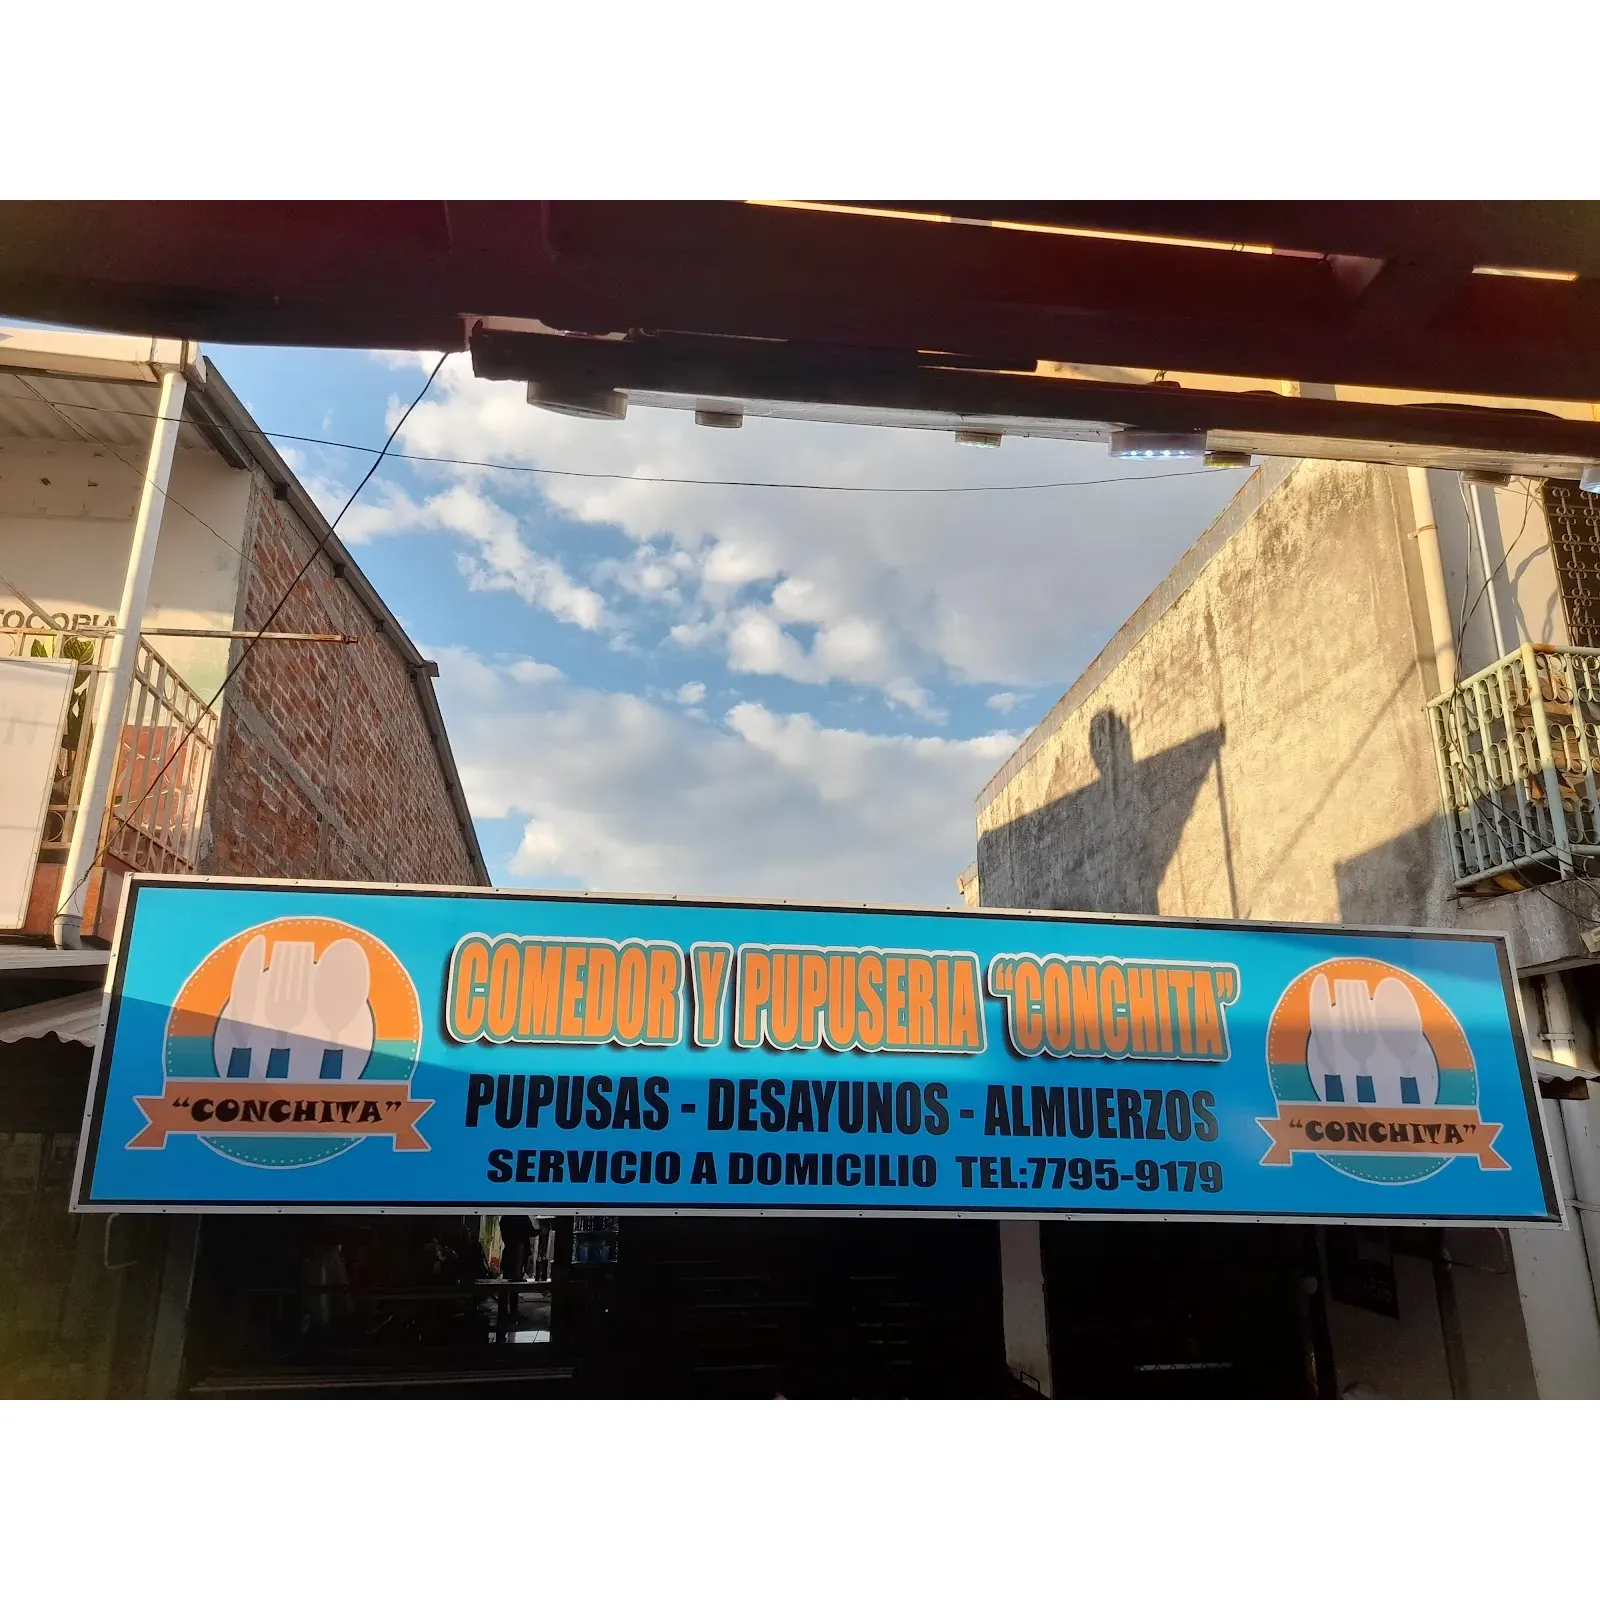 COMEDOR Y PUPUSERIA "CONCHITA"
PUPUSAS - DESAYUNOS - ALMUERZOS
SERVICIO A DOMICILIO TEL:7795-9179
"CONCHITA"
"CONCHITA"